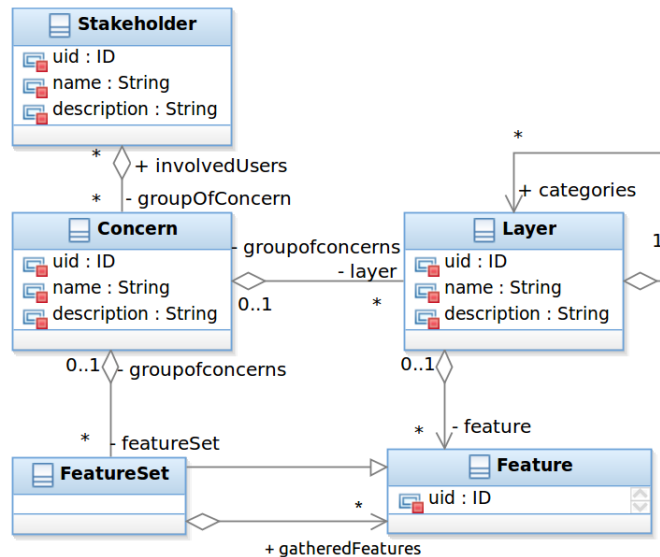 Stakeholder
uid : ID
name : String
description : String
*
+ involvedUsers
*
- groupOfConcern
*
+ categories
Concern
uid : ID
name : String
description : String
- groupofconcerns
- layer
0..1
*
Layer
uid : ID
name : String
description : String
1
0..1
- groupofconcerns
*
- featureSet
0..1
*
- feature
FeatureSet
Feature
uid : ID
*
+ gatheredFeatures